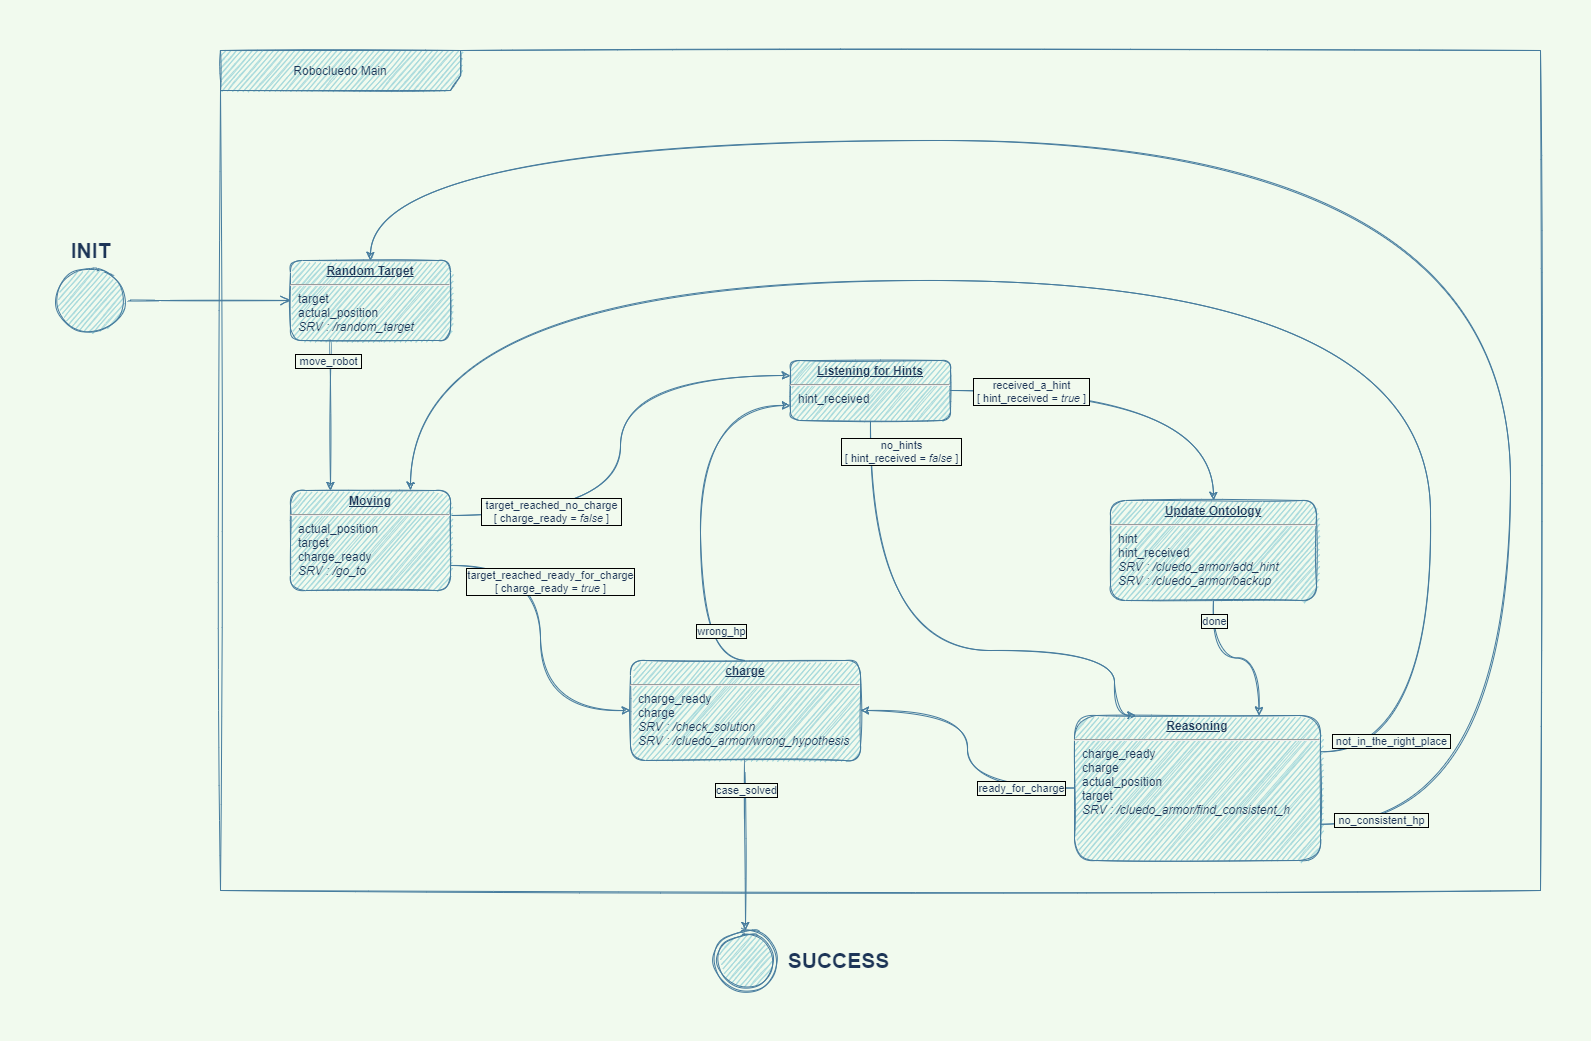 Robocluedo Main
INIT
Random Target
target
actual_position
SRV : /random_target
move_robot
Listening for Hints
hint_received
received_a_hint
[ hint_received = true ]
no_hints
[ hint_received = false ]
Moving
actual_position
target
charge_ready
SRV : /go_to
target_reached_no_charge
[ charge_ready = false ]
target_reached_ready_for_charge
[ charge_ready = true ]
Update Ontology
hint
hint_received
SRV : /cluedo_armor/add_hint
SRV : /cluedo_armor/backup
done
wrong_hp
charge
charge_ready
charge
SRV : /check_solution
SRV : /cluedo_armor/wrong_hypothesis
case_solved
ready_for_charge
Reasoning
charge_ready
charge
actual_position
target
SRV : /cluedo_armor/find_consistent_h
not_in_the_right_place
no_consistent_hp
SUCCESS